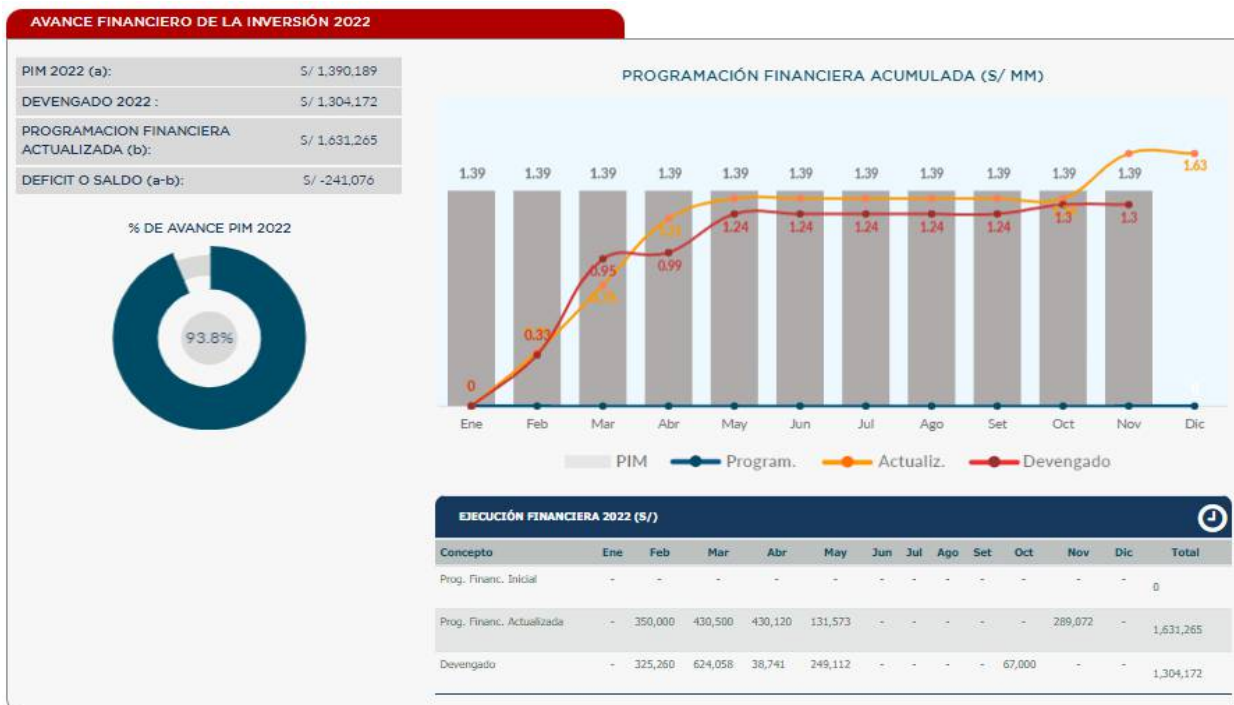 AVANCE FINANCIERO DE LA INVERSIÓN 2022
PIM 2022 (a): S/ 1,390,189
DEVENGADO 2022 : S/ 1,304,172
PROGRAMACION FINANCIERA
ACTUALIZADA (b): S/ 1,631,265
DEFICIT O SALDO (a-b): S/ -241,076
% DE AVANCE PIM 2022
93.8%
PROGRAMACIÓN FINANCIERA ACUMULADA (S/ MM)
1.39 1.39 1.39 1.39 1.39 1.39 1.39 1.39 1.39 1.39 1.39 1.63
0 0.33 0.95 0.99 1.24 1.24 1.24 1.24 1.24 1.3 1.3
Ene Feb Mar Abr May Jun Jul Ago Set Oct Nov Dic
PIM Program. Actualiz. Devengado
EJECUCIÓN FINANCIERA 2022 (S/)
Concepto Ene Feb Mar Abr May Jun Jul Ago Set Oct Nov Dic Total
Prog. Financ. Inicial - - - - - - - - - - - - 0
Prog. Financ. Actualizada - 350,000 430,500 430,120 131,573 - - - - - 289,072 - 1,631,265
Devengado - 325,260 624,058 38,741 249,112 - - - - 67,000 - - 1,304,172